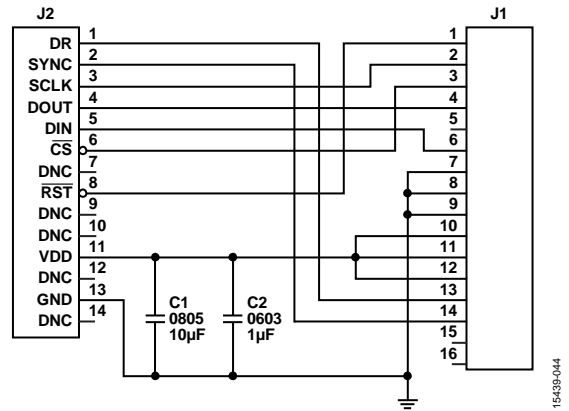 J2
J1
DR 1
SYNC 2
SCLK 3
DOUT 4
DIN 5
CS 6
DNC 7
RST 8
DNC 9
DNC 10
VDD 11
DNC 12
GND 13
DNC 14
C1
0805
10µF
C2
0603
1µF
1
2
3
4
5
6
7
8
9
10
11
12
13
14
15
16
15439-044